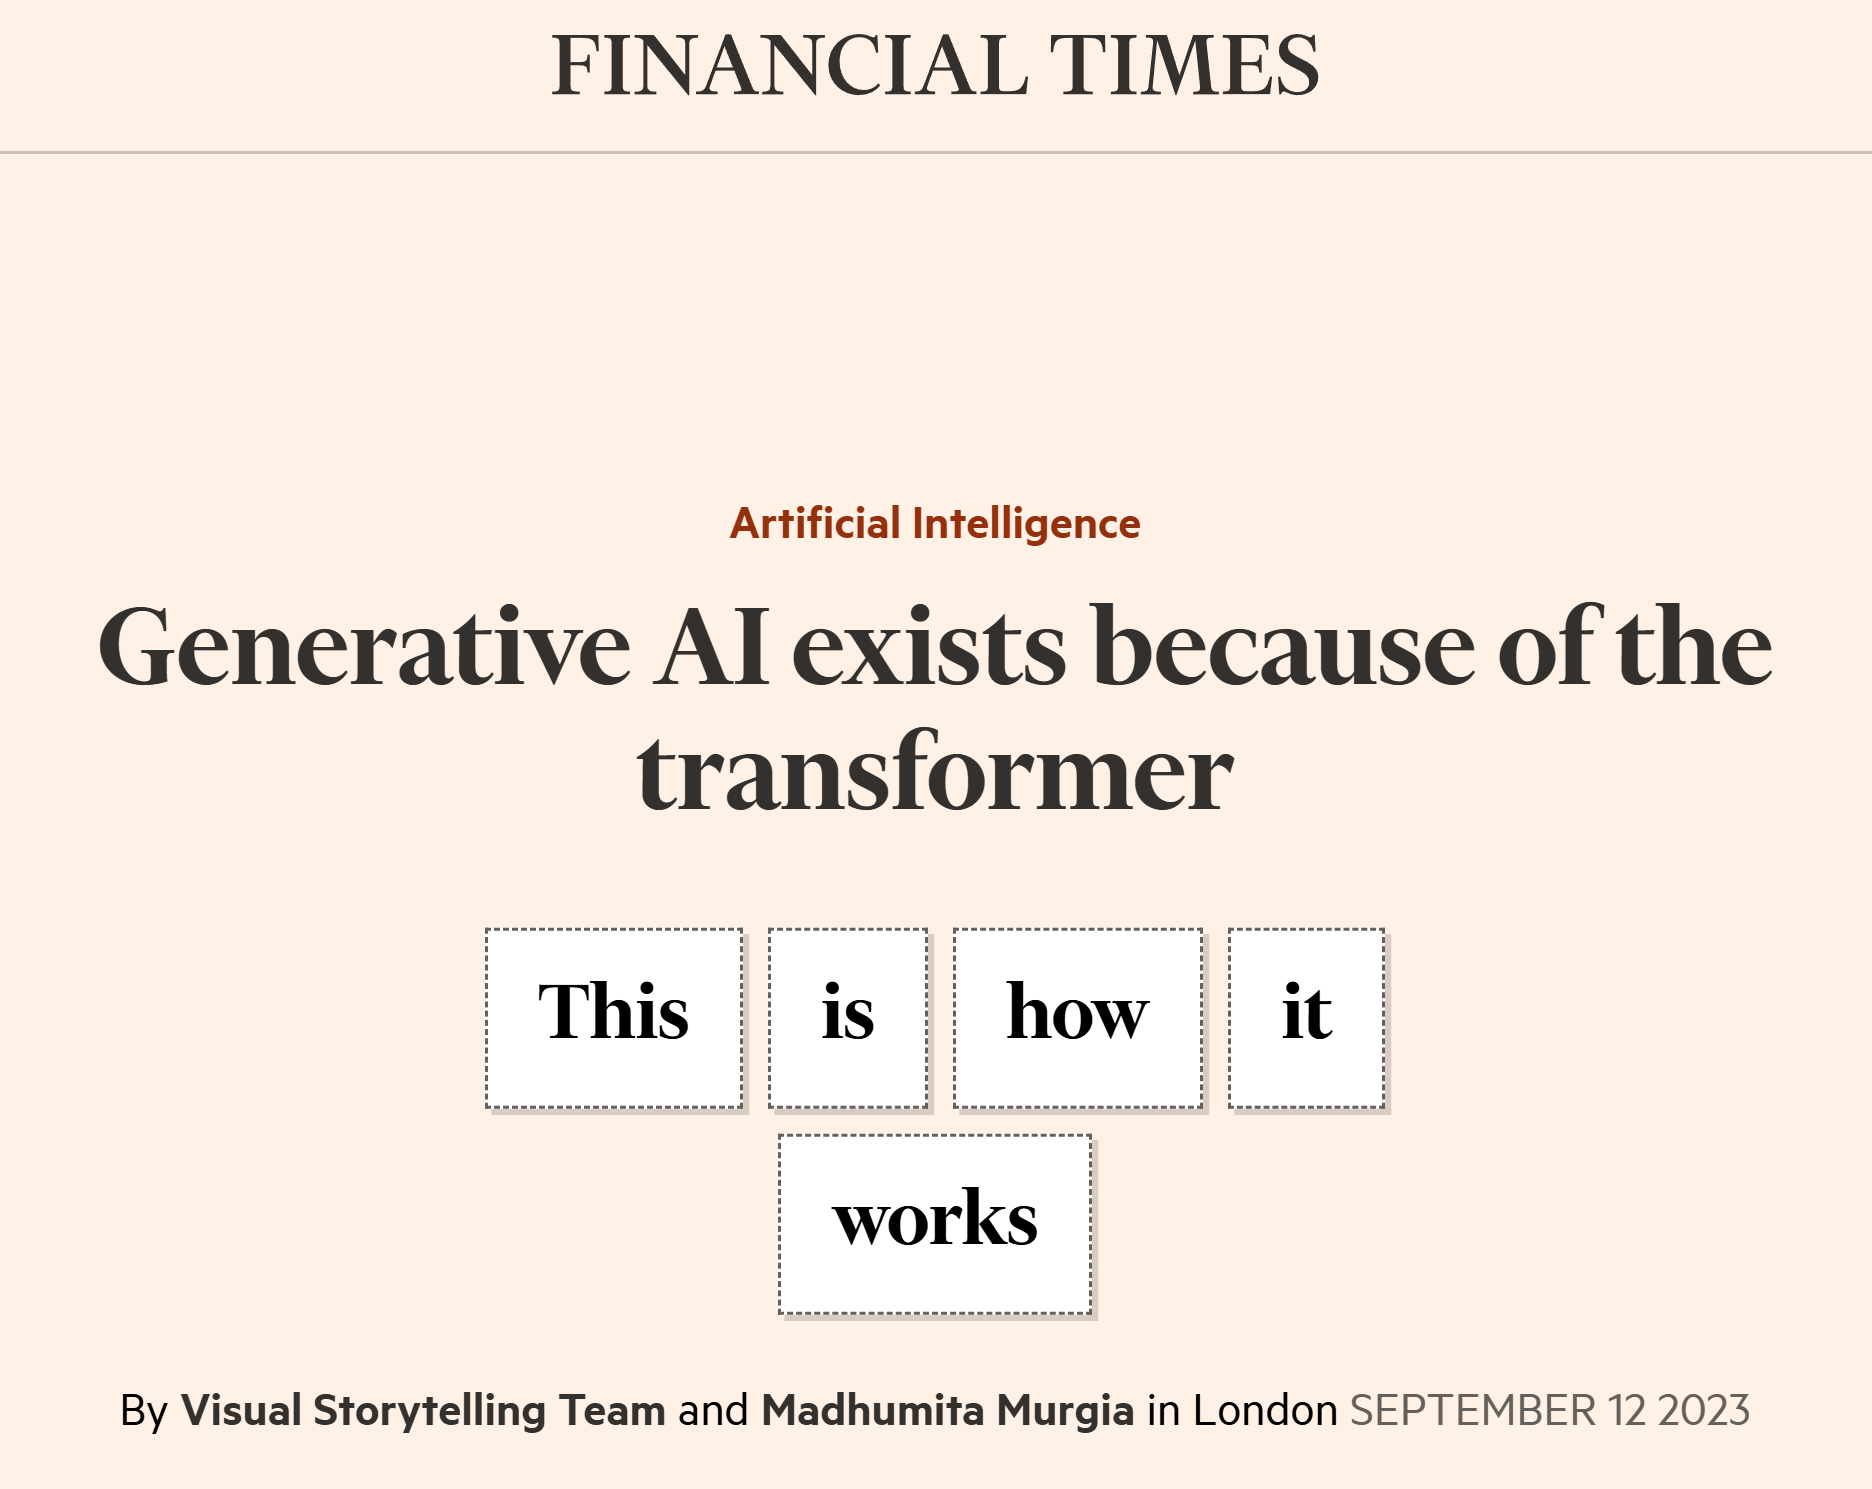 FINANCIAL TIMES
Artificial Intelligence
Generative AI exists because of the
transformer
This is how it
works
By Visual Storytelling Team and Madhumita Murgia in London SEPTEMBER 12 2023